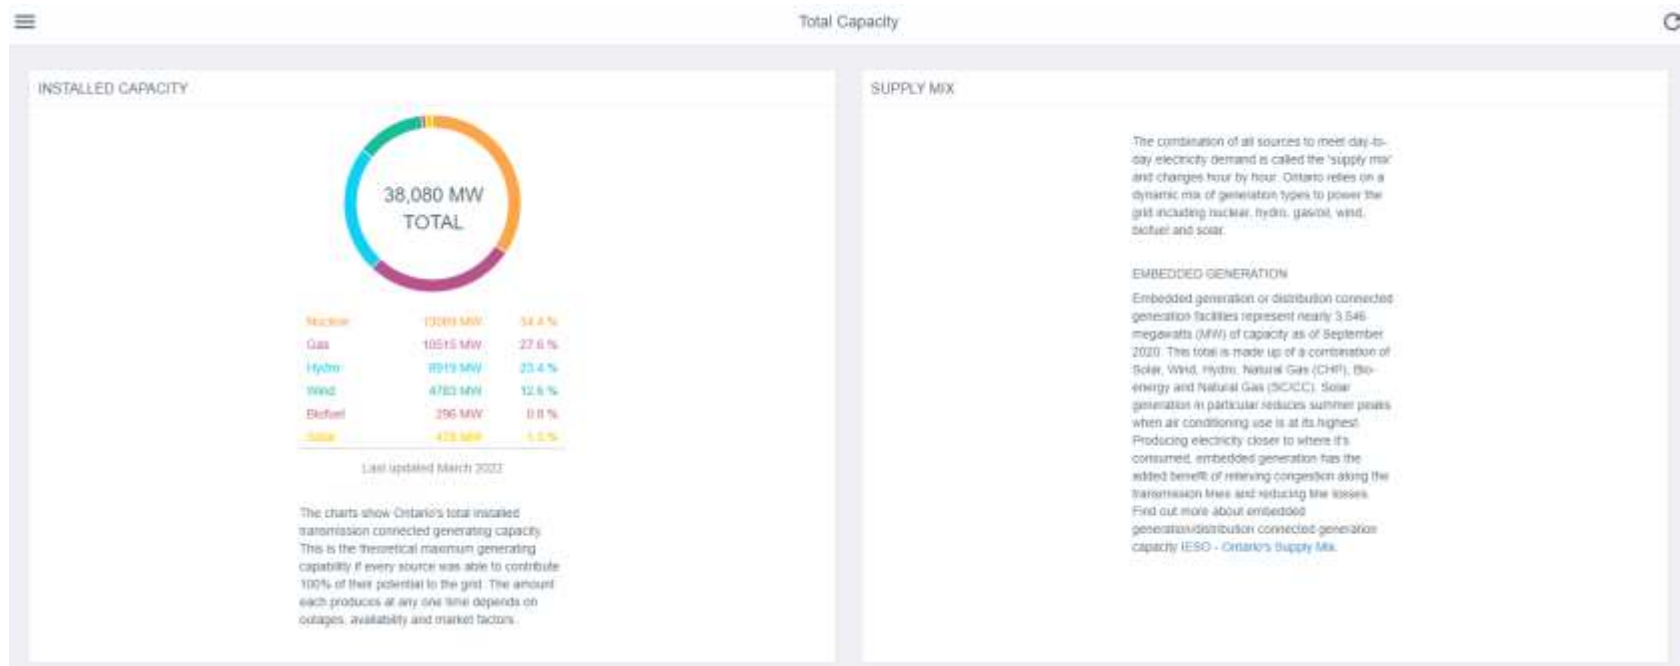 Total Capacity
INSTALLED CAPACITY
38,080 MW
TOTAL
Nuclear 13089 MW 34.4 %
Gas 10515 MW 27.6 %
Hydro 8919 MW 23.4 %
Wind 4783 MW 12.6 %
Biofuel 296 MW 0.8 %
Solar 478 MW 1.3 %
Last updated March 2022
The charts show Ontario's total installed
transmission connected generating capacity.
This is the theoretical maximum generating
capability if every source was able to contribute
100% of their potential to the grid. The amount
each produces at any one time depends on
outages, availability and market factors.
SUPPLY MIX
The combination of all sources to meet day-to-
day electricity demand is called the 'supply mix'
and changes hour by hour. Ontario relies on a
dynamic mix of generation types to power the
grid including nuclear, hydro, gas/oil, wind,
biofuel and solar.
EMBEDDED GENERATION
Embedded generation or distribution connected
generation facilities represent nearly 3,546
megawatts (MW) of capacity as of September
2020. This total is made up of a combination of
Solar, Wind, Hydro, Natural Gas (CHP), Bio-
energy and Natural Gas (SC/CC). Solar
generation in particular reduces summer peaks
when air conditioning use is at its highest.
Producing electricity closer to where it's
consumed, embedded generation has the
added benefit of relieving congestion along the
transmission lines and reducing line losses.
Find out more about embedded
generation/distribution connected generation
capacity IESO - Ontario's Supply Mix.